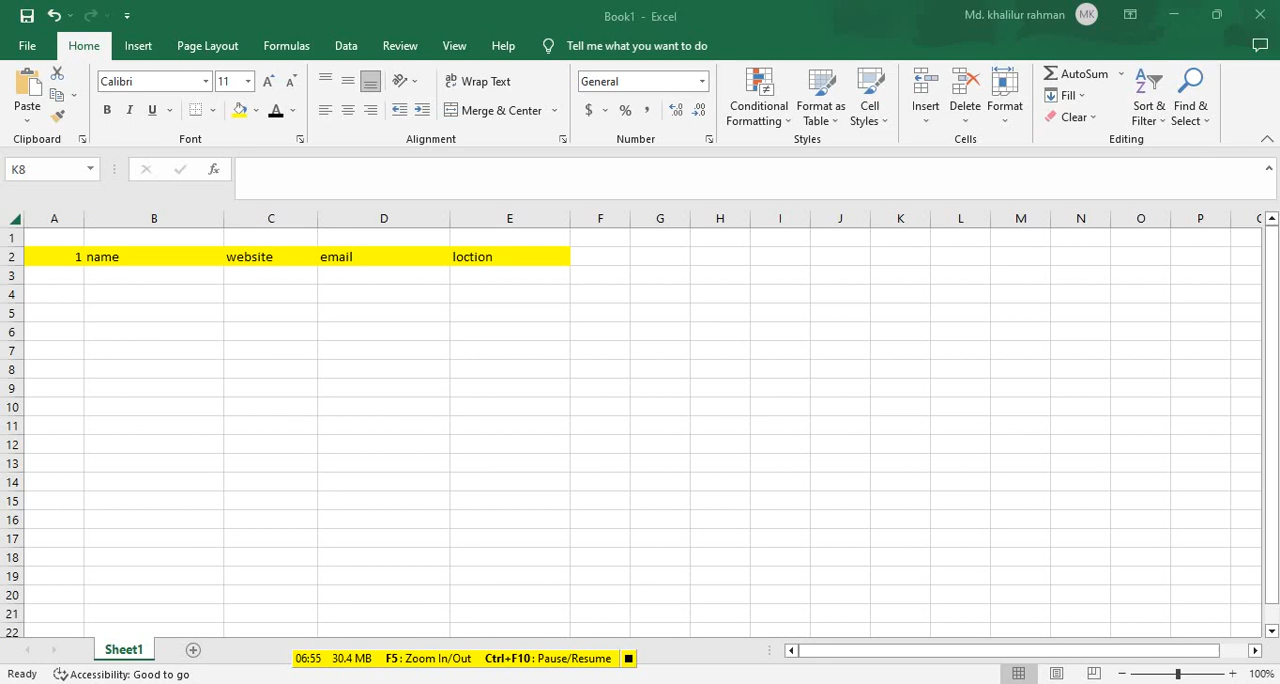 Book1 - Excel
Md. khalilur rahman MK
File Home Insert Page Layout Formulas Data Review View Help Tell me what you want to do
Paste
Calibri 11
B I U A
Wrap Text
Merge & Center
General
$ % ,
Conditional Formatting
Format as Table
Cell Styles
Insert Delete Format
AutoSum
Fill
Clear
Sort & Filter
Find & Select
Clipboard Font Alignment Number Styles Cells Editing
K8 fx
A B C D E F G H I J K L M N O P
1
2 1 name website email loction
3
4
5
6
7
8
9
10
11
12
13
14
15
16
17
18
19
20
21
22
Sheet1
06:55 30.4 MB F5: Zoom In/Out Ctrl+F10: Pause/Resume
Ready Accessibility: Good to go 100%